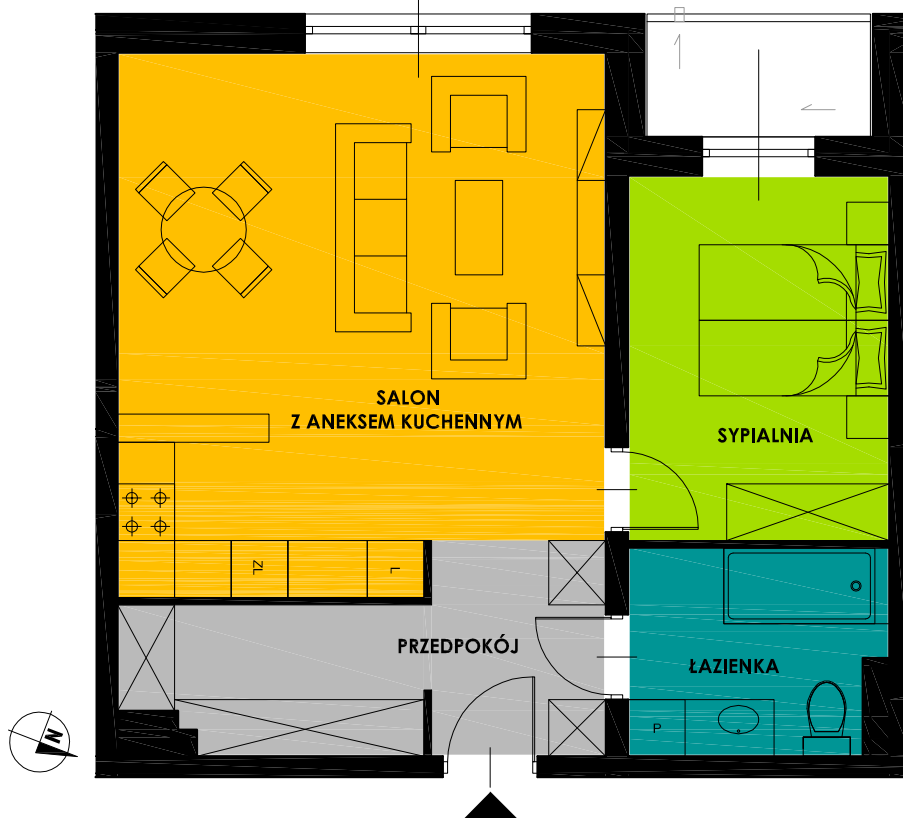 SALON
Z ANEKSEM KUCHENNYM
SYPIALNIA
ZL
L
PRZEDPOKÓJ
ŁAZIENKA
P
N